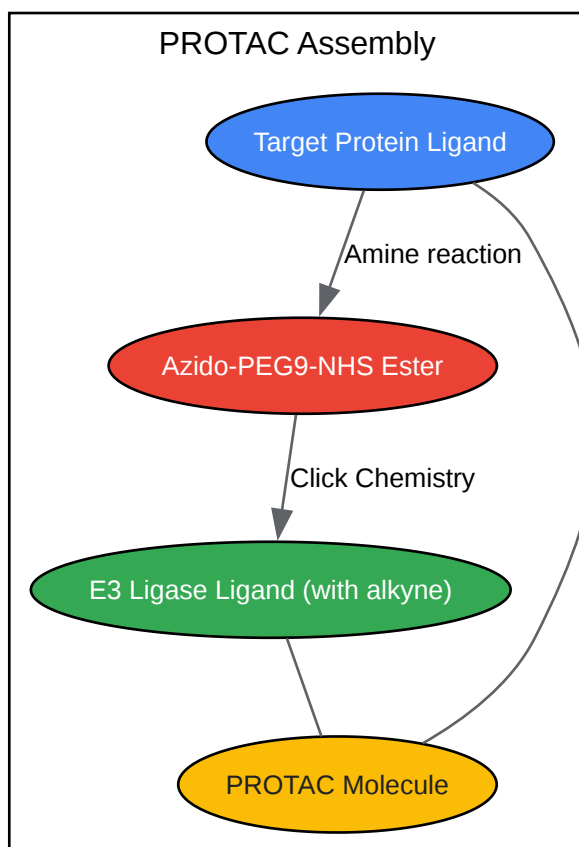 PROTAC Assembly
Target Protein Ligand
Amine reaction
Azido-PEG9-NHS Ester
Click Chemistry
E3 Ligase Ligand (with alkyne)
PROTAC Molecule